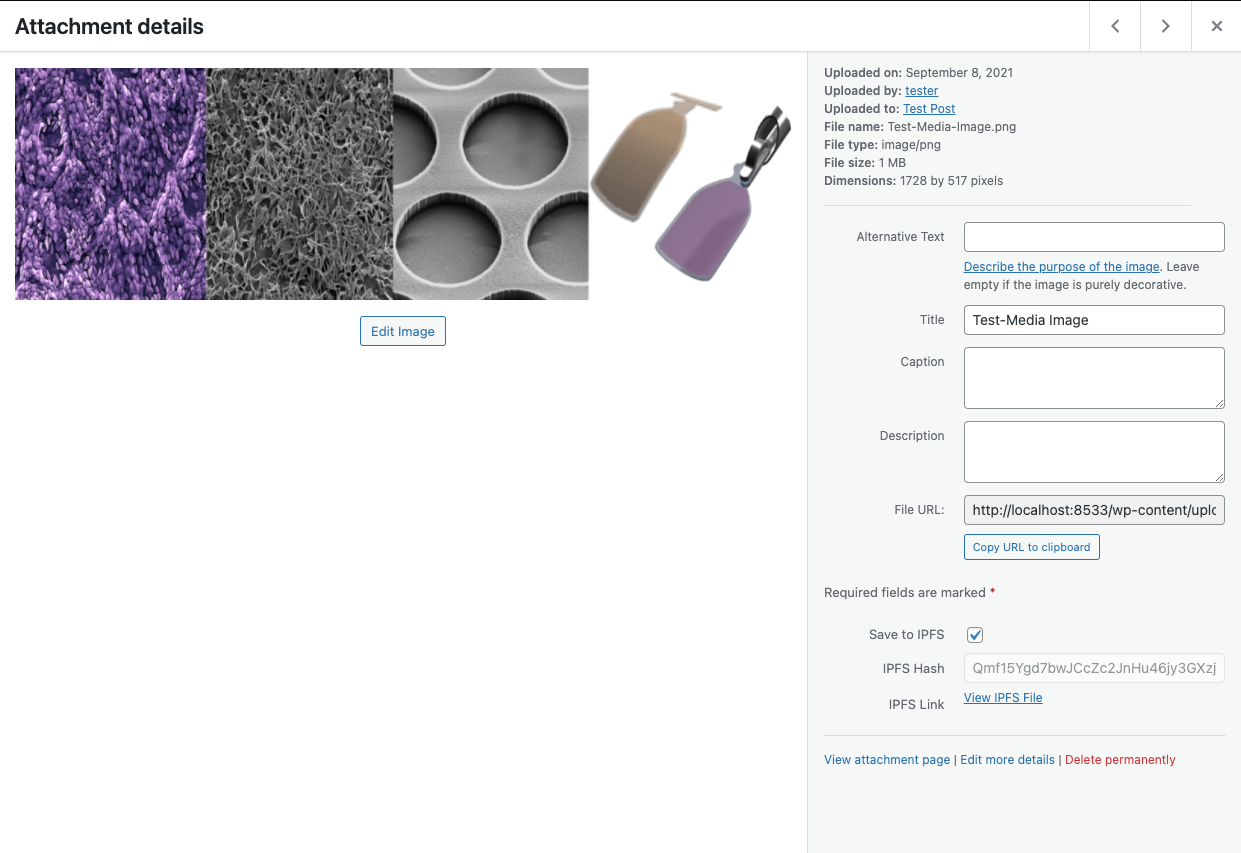 Attachment details
Uploaded on: September 8, 2021
Uploaded by: tester
Uploaded to: Test Post
File name: Test-Media-Image.png
File type: image/png
File size: 1 MB
Dimensions: 1728 by 517 pixels
Edit Image
Alternative Text
Describe the purpose of the image. Leave
empty if the image is purely decorative.
Title
Test-Media Image
Caption
Description
File URL:
http://localhost:8533/wp-content/uplo
Copy URL to clipboard
Required fields are marked *
Save to IPFS
IPFS Hash
Qmf15Ygd7bwJCcZc2JnHu46jy3GXzj
IPFS Link
View IPFS File
View attachment page | Edit more details | Delete permanently